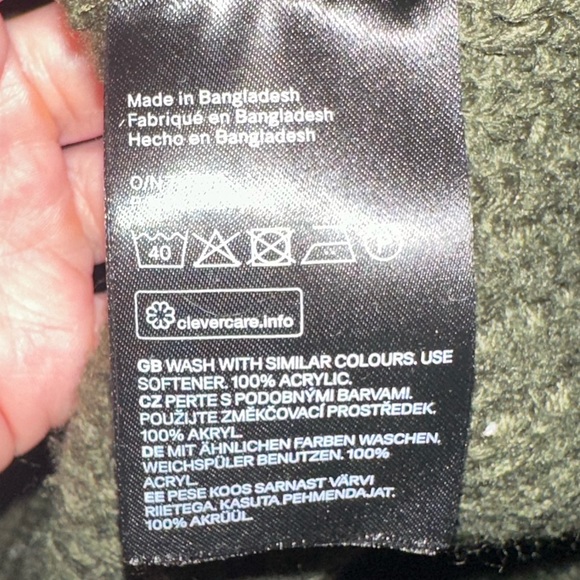 Made in Bangladesh
Fabriqué en Bangladesh
Hecho en Bangladesh
40
P
clevercare.info
GB WASH WITH SIMILAR COLOURS. USE
SOFTENER. 100% ACRYLIC.
CZ PERTE S PODOBNÝMI BARVAMI.
POUŽIJTE ZMĚKČOVACÍ PROSTŘEDEK.
100% AKRYL.
DE MIT ÄHNLICHEN FARBEN WASCHEN,
WEICHSPÜLER BENUTZEN. 100%
ACRYL.
EE PESE KOOS SARNAST VÄRVI
RIIETEGA. KASUTA PEHMENDAJAT.
100% AKRÜÜL.